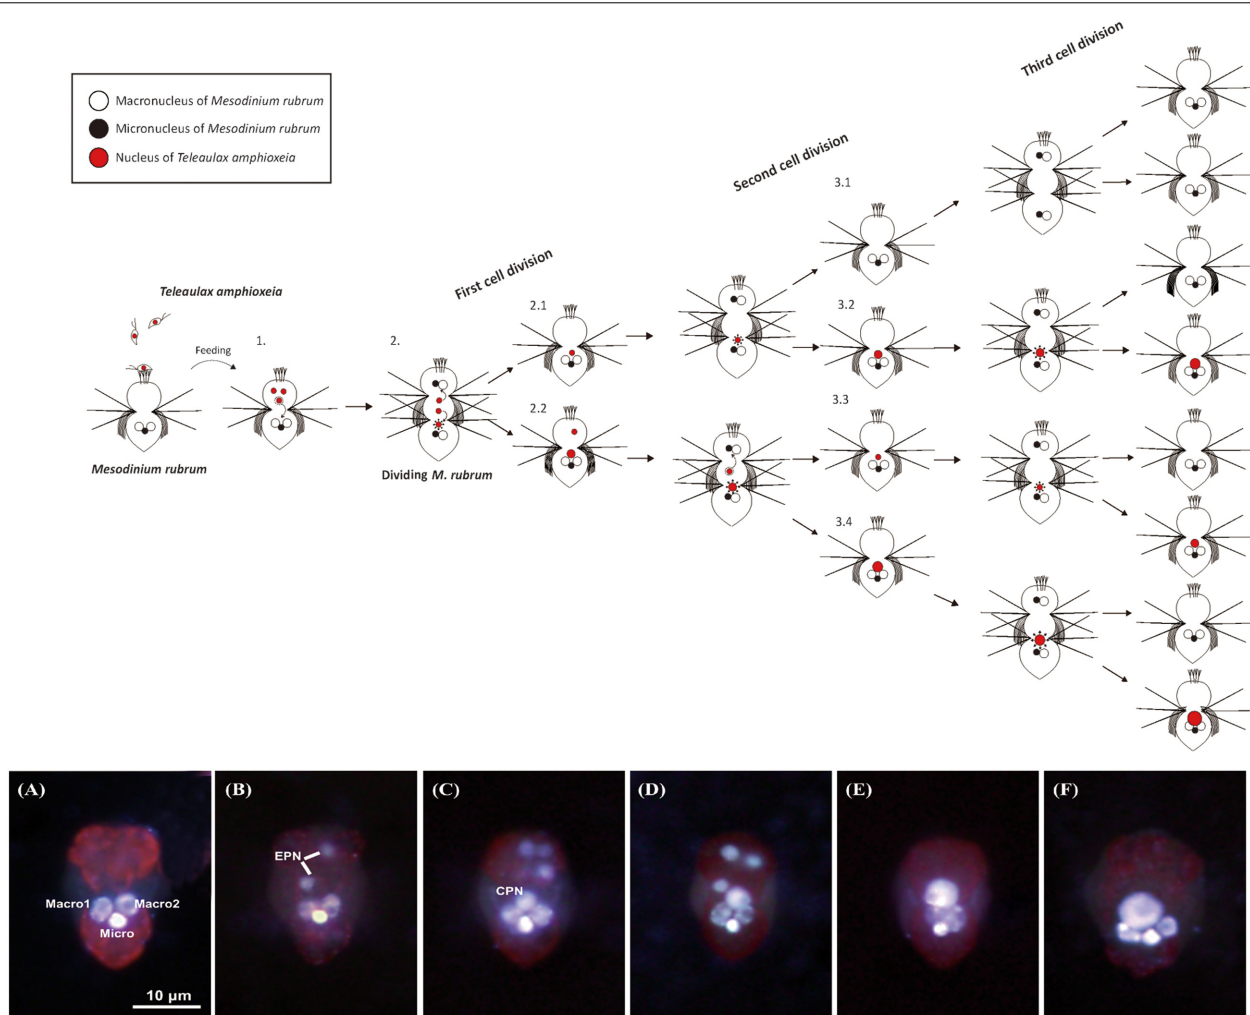 Third cell division
Macronucleus of Mesodinium rubrum
Micronucleus of Mesodinium rubrum
Nucleus of Teleaulax amphioxeia
Second cell division
3.1
First cell division
Teleaulax amphioxeia
2.1
3.2
Feeding
1.
2.
2.2
3.3
Mesodinium rubrum
Dividing M. rubrum
3.4
(A)
(B)
(C)
(D)
(E)
(F)
EPN
CPN
Macro1
Macro2
Micro
10 µm